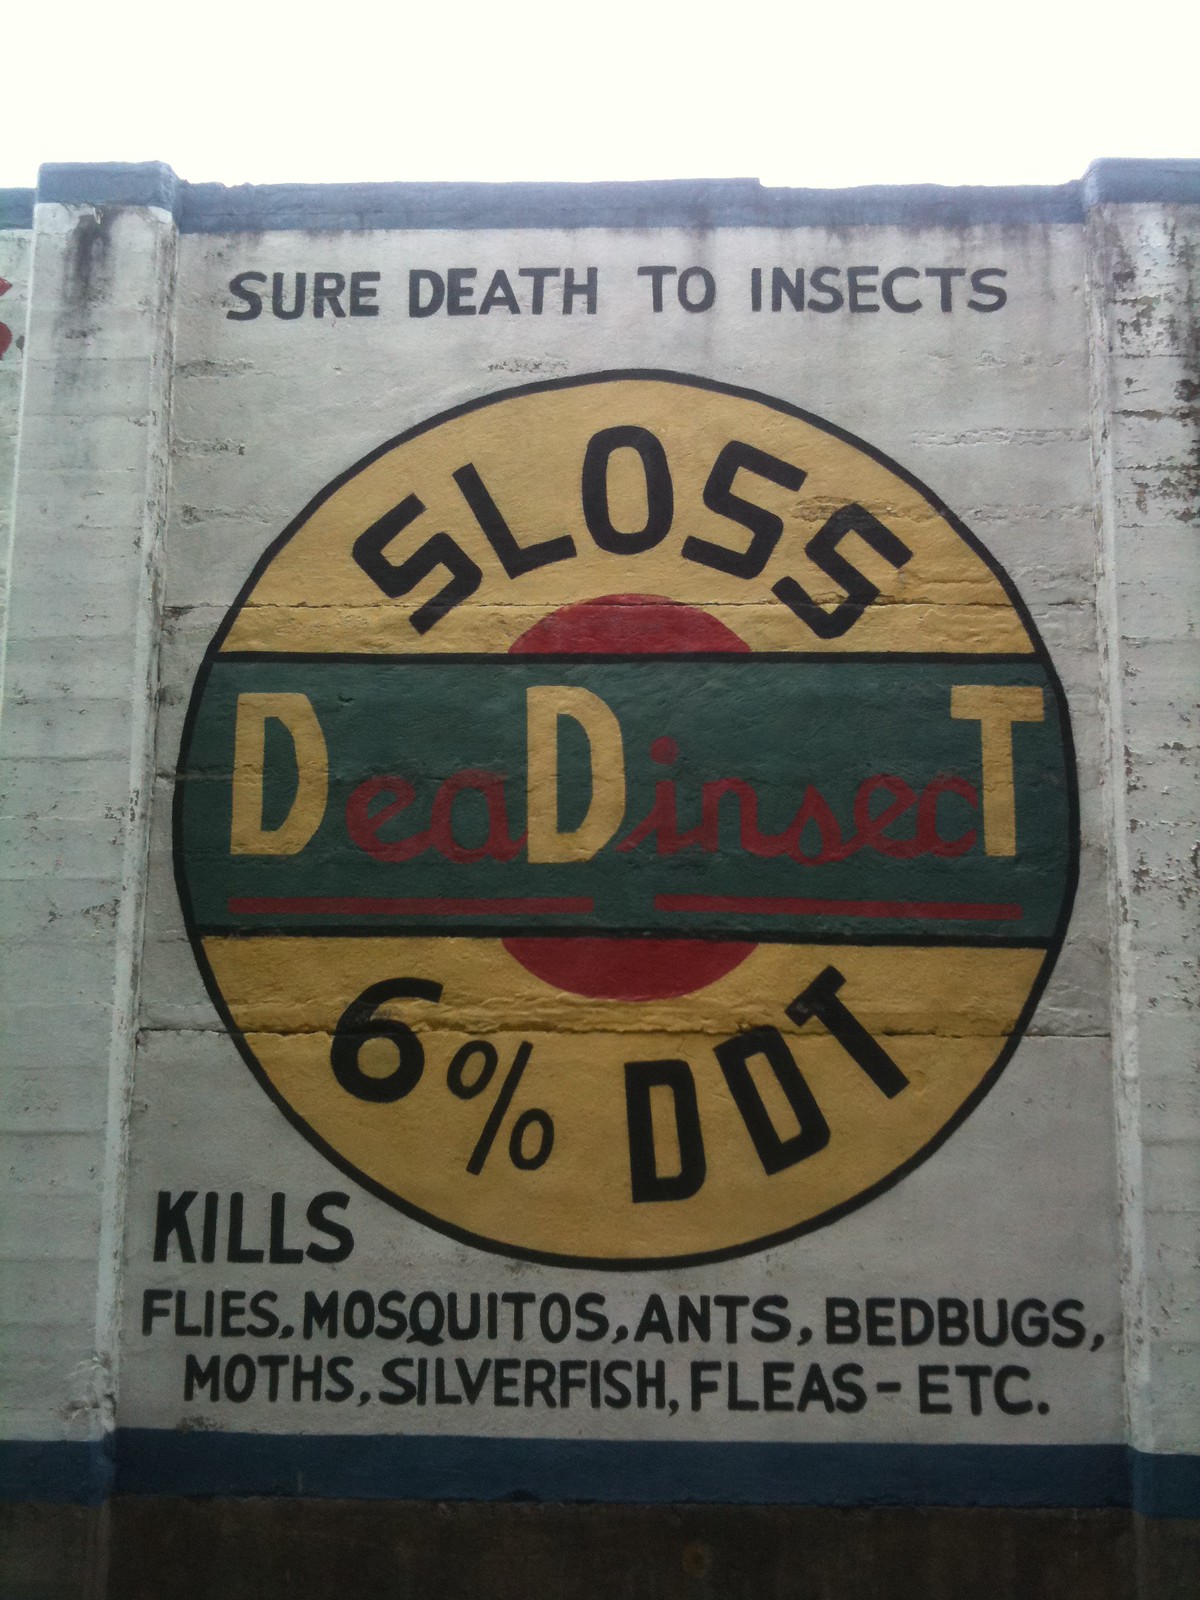 SURE DEATH TO INSECTS
SLOSS
DeaDinsecT
6% DDT
KILLS
FLIES, MOSQUITOS, ANTS, BEDBUGS,
MOTHS, SILVERFISH, FLEAS - ETC.